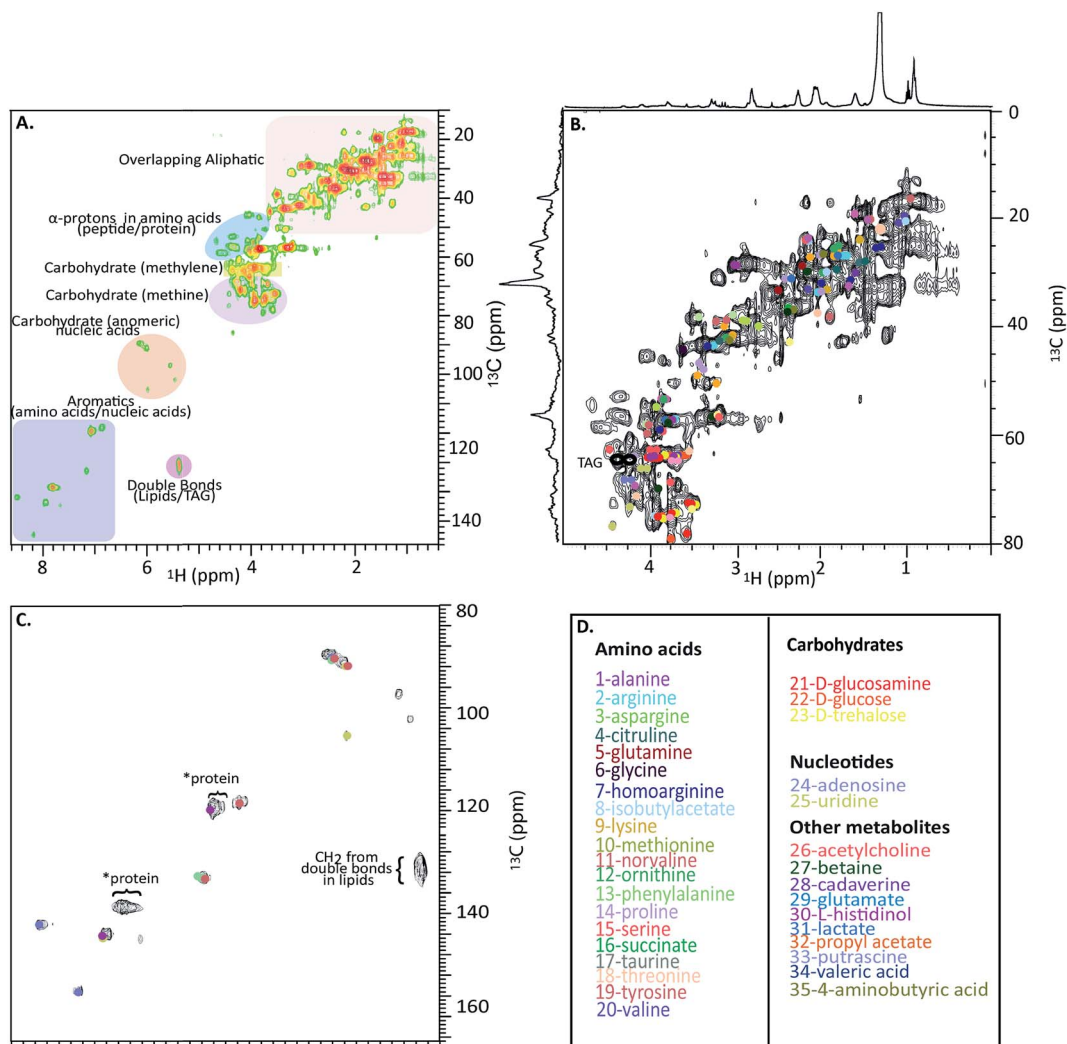 A.
Overlapping Aliphatic
α-protons in amino acids
(peptide/protein)
Carbohydrate (methylene)
Carbohydrate (methine)
Carbohydrate (anomeric)
nucleic acids
Aromatics
(amino acids/nucleic acids)
Double Bonds
(Lipids/TAG)
20
40
60
80
100
120
140
13C (ppm)
8
6
4
2
1H (ppm)
B.
TAG
0
20
40
60
80
13C (ppm)
4
3
2
1
1H (ppm)
C.
*protein
*protein
CH2 from
double bonds
in lipids
80
100
120
140
160
13C (ppm)
D.
Amino acids
1-alanine
2-arginine
3-aspargine
4-citruline
5-glutamine
6-glycine
7-homoarginine
8-isobutylacetate
9-lysine
10-methionine
11-norvaline
12-ornithine
13-phenylalanine
14-proline
15-serine
16-succinate
17-taurine
18-threonine
19-tyrosine
20-valine
Carbohydrates
21-D-glucosamine
22-D-glucose
23-D-trehalose
Nucleotides
24-adenosine
25-uridine
Other metabolites
26-acetylcholine
27-betaine
28-cadaverine
29-glutamate
30-L-histidinol
31-lactate
32-propyl acetate
33-putrascine
34-valeric acid
35-4-aminobutyric acid